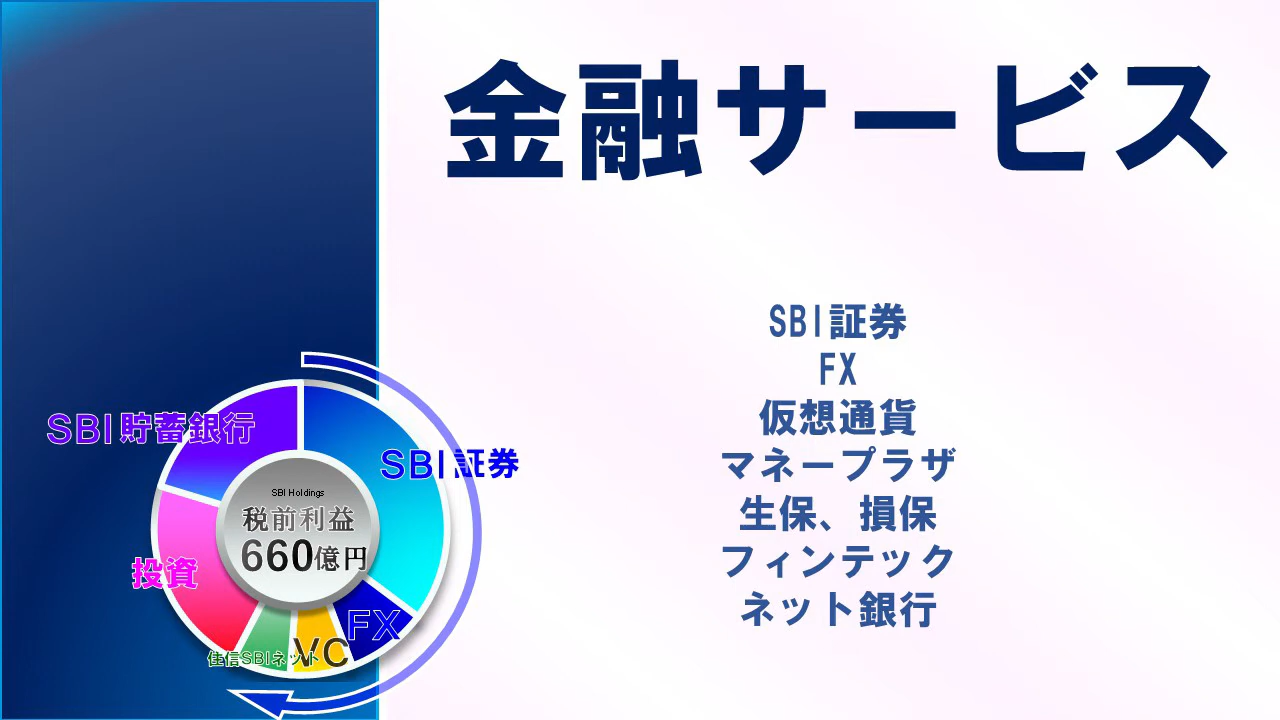 金融サービス
SBI証券
FX
仮想通貨
マネープラザ
生保、損保
フィンテック
ネット銀行
SBI貯蓄銀行
SBI証券
SBI Holdings
税前利益
660億円
投資
FX
VC
住信SBIネット